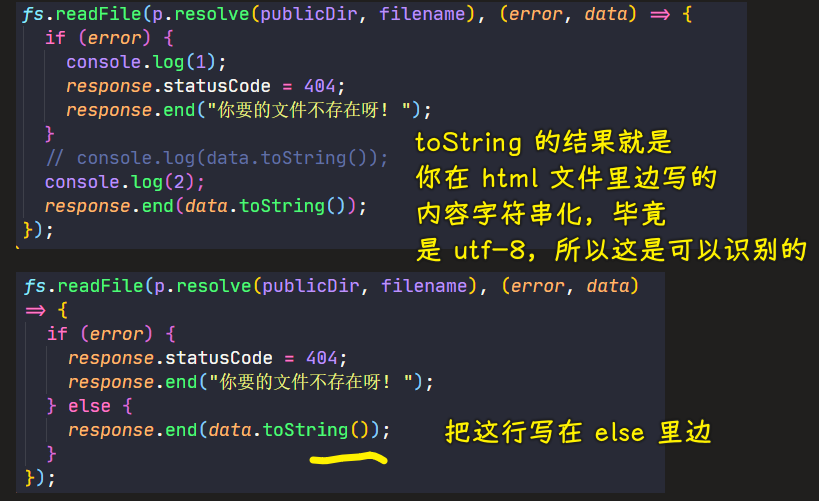 fs.readFile(p.resolve(publicDir, filename), (error, data) => {
if (error) {
console.log(1);
response.statusCode = 404;
response.end("你要的文件不存在呀! ");
}
// console.log(data.toString());
console.log(2);
response.end(data.toString());
});
toString 的结果就是
你在 html 文件里边写的
内容字符串化，毕竟
是 utf-8，所以这是可以识别的
fs.readFile(p.resolve(publicDir, filename), (error, data)
=> {
if (error) {
response.statusCode = 404;
response.end("你要的文件不存在呀! ");
} else {
response.end(data.toString());
}
});
把这行写在 else 里边